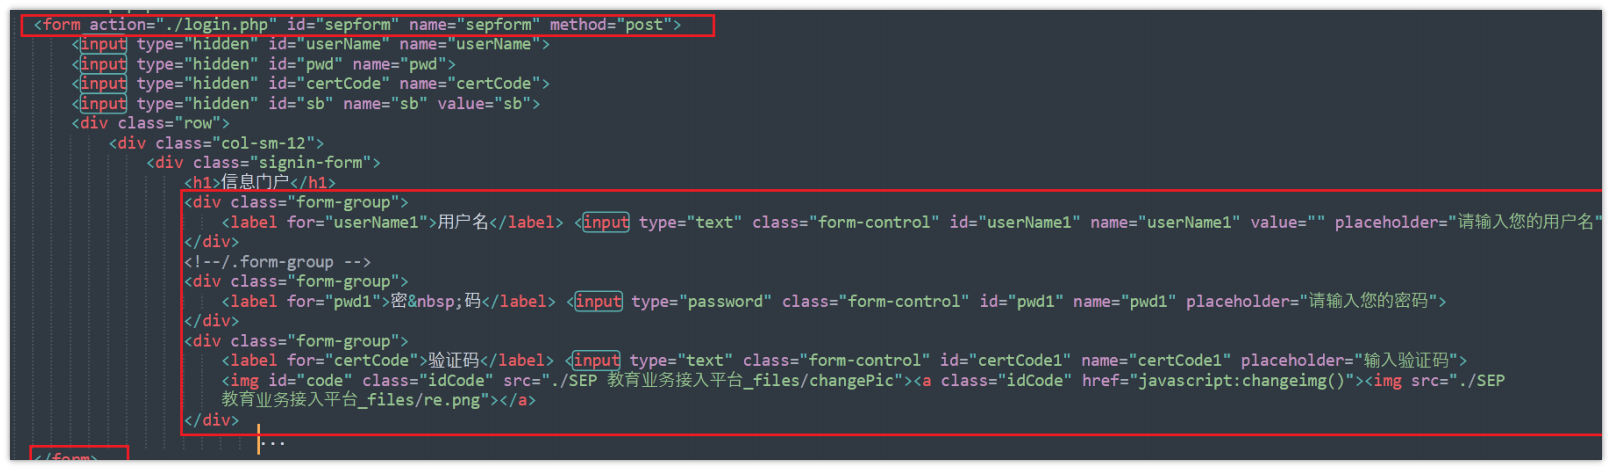 <form action="./login.php" id="sepform" name="sepform" method="post">
<input type="hidden" id="userName" name="userName">
<input type="hidden" id="pwd" name="pwd">
<input type="hidden" id="certCode" name="certCode">
<input type="hidden" id="sb" name="sb" value="sb">
<div class="row">
<div class="col-sm-12">
<div class="signin-form">
<h1>信息门户</h1>
<div class="form-group">
<label for="userName1">用户名</label> <input type="text" class="form-control" id="userName1" name="userName1" value="" placeholder="请输入您的用户名"
</div>
<!--/.form-group -->
<div class="form-group">
<label for="pwd1">密&nbsp;码</label> <input type="password" class="form-control" id="pwd1" name="pwd1" placeholder="请输入您的密码">
</div>
<div class="form-group">
<label for="certCode">验证码</label> <input type="text" class="form-control" id="certCode1" name="certCode1" placeholder="输入验证码">
<img id="code" class="idCode" src="./SEP 教育业务接入平台_files/changePic"><a class="idCode" href="javascript:changeimg()"><img src="./SEP
教育业务接入平台_files/re.png"></a>
</div>
...
</form>